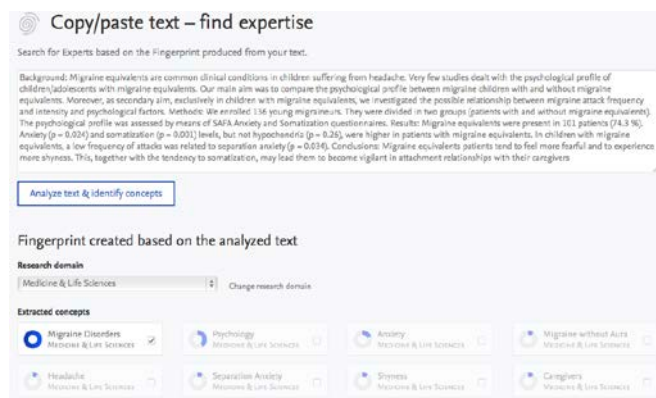 Copy/paste text – find expertise
Search for Experts based on the Fingerprint produced from your text.
Background: Migraine equivalents are common clinical conditions in children suffering from headache. Very few studies dealt with the psychological profile of
children/adolescents with migraine equivalents. Our main aim was to compare the psychological profile between migraine children with and without migraine
equivalents. Moreover, as secondary aim, exclusively in children with migraine equivalents, we investigated the possible relationship between migraine attack frequency
and intensity and psychological factors. Methods: We enrolled 136 young migraineurs. They were divided in two groups (patients with and without migraine equivalents).
The psychological profile was assessed by means of SAFA Anxiety and Somatization questionnaires. Results: Migraine equivalents were present in 101 patients (74.3 %).
Anxiety (p = 0.024) and somatization (p = 0.001) levels, but not hypochondria (p = 0.26), were higher in patients with migraine equivalents. In children with migraine
equivalents, a low frequency of attacks was related to separation anxiety (p = 0.034). Conclusions: Migraine equivalents patients tend to feel more fearful and to experience
more shyness. This, together with the tendency to somatization, may lead them to become vigilant in attachment relationships with their caregivers
Analyze text & identify concepts
Fingerprint created based on the analyzed text
Research domain
Medicine & Life Sciences Change research domain
Extracted concepts
Migraine Disorders Psychology Anxiety Migraine without Aura
MEDICINE & LIFE SCIENCES MEDICINE & LIFE SCIENCES MEDICINE & LIFE SCIENCES MEDICINE & LIFE SCIENCES
Headache Separation Anxiety Shyness Caregivers
MEDICINE & LIFE SCIENCES MEDICINE & LIFE SCIENCES MEDICINE & LIFE SCIENCES MEDICINE & LIFE SCIENCES